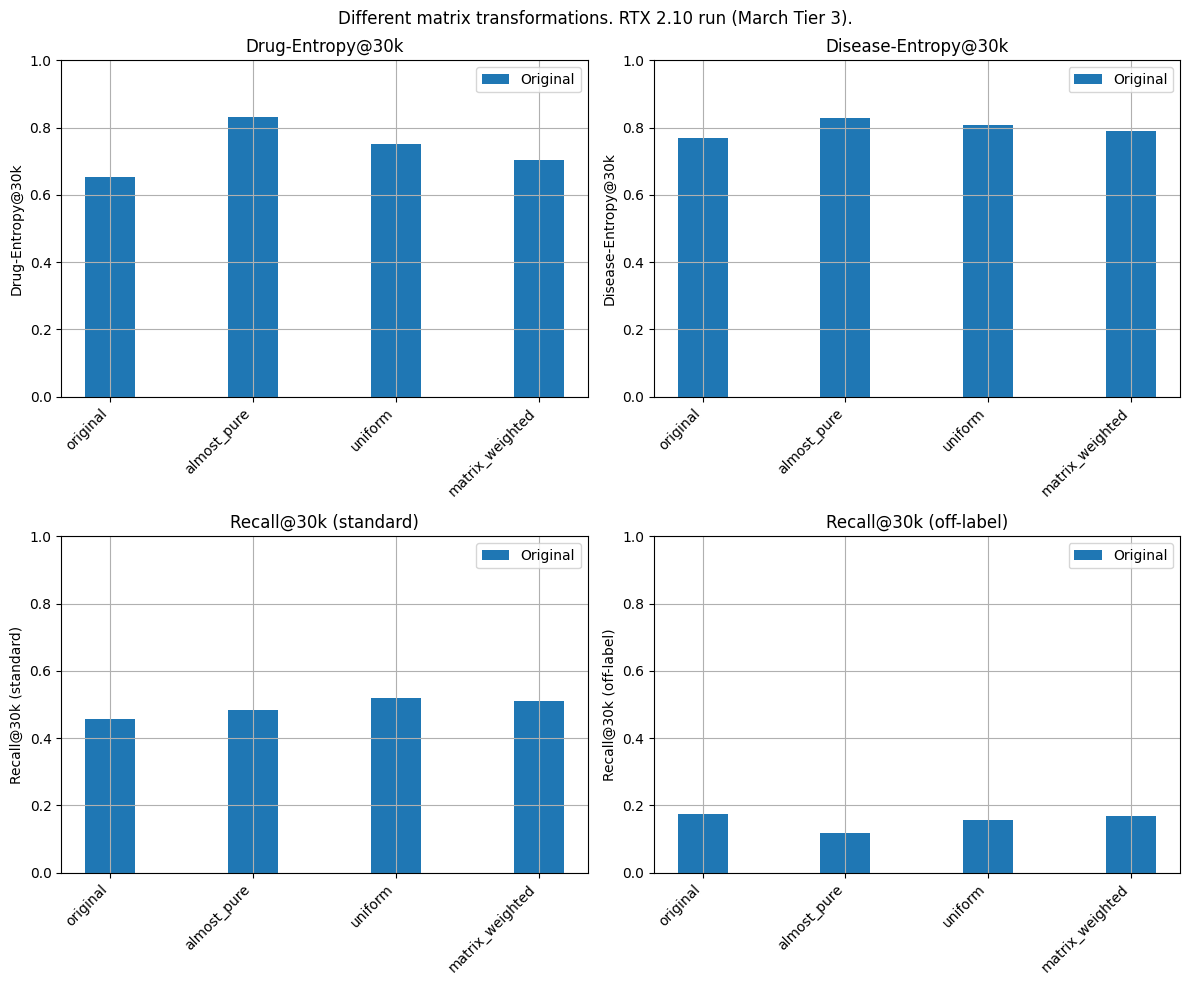 Different matrix transformations. RTX 2.10 run (March Tier 3).
Drug-Entropy@30k
Drug-Entropy@30k
1.0
0.8
0.6
0.4
0.2
0.0
Original
original
almost_pure
uniform
matrix_weighted
Disease-Entropy@30k
Disease-Entropy@30k
1.0
0.8
0.6
0.4
0.2
0.0
Original
original
almost_pure
uniform
matrix_weighted
Recall@30k (standard)
Recall@30k (standard)
1.0
0.8
0.6
0.4
0.2
0.0
Original
original
almost_pure
uniform
matrix_weighted
Recall@30k (off-label)
Recall@30k (off-label)
1.0
0.8
0.6
0.4
0.2
0.0
Original
original
almost_pure
uniform
matrix_weighted